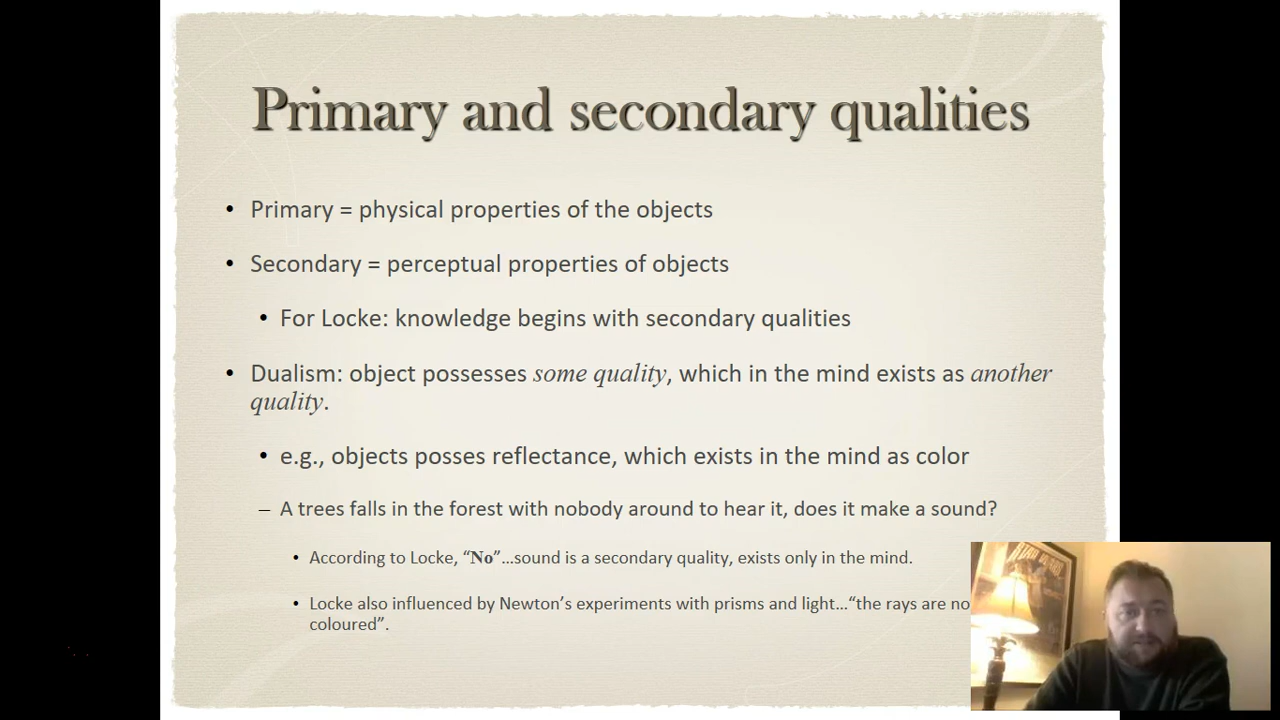 Primary and secondary qualities
• Primary = physical properties of the objects
• Secondary = perceptual properties of objects
• For Locke: knowledge begins with secondary qualities
• Dualism: object possesses some quality, which in the mind exists as another
quality.
• e.g., objects posses reflectance, which exists in the mind as color
– A trees falls in the forest with nobody around to hear it, does it make a sound?
• According to Locke, “No”…sound is a secondary quality, exists only in the mind.
• Locke also influenced by Newton’s experiments with prisms and light…“the rays are
coloured”.